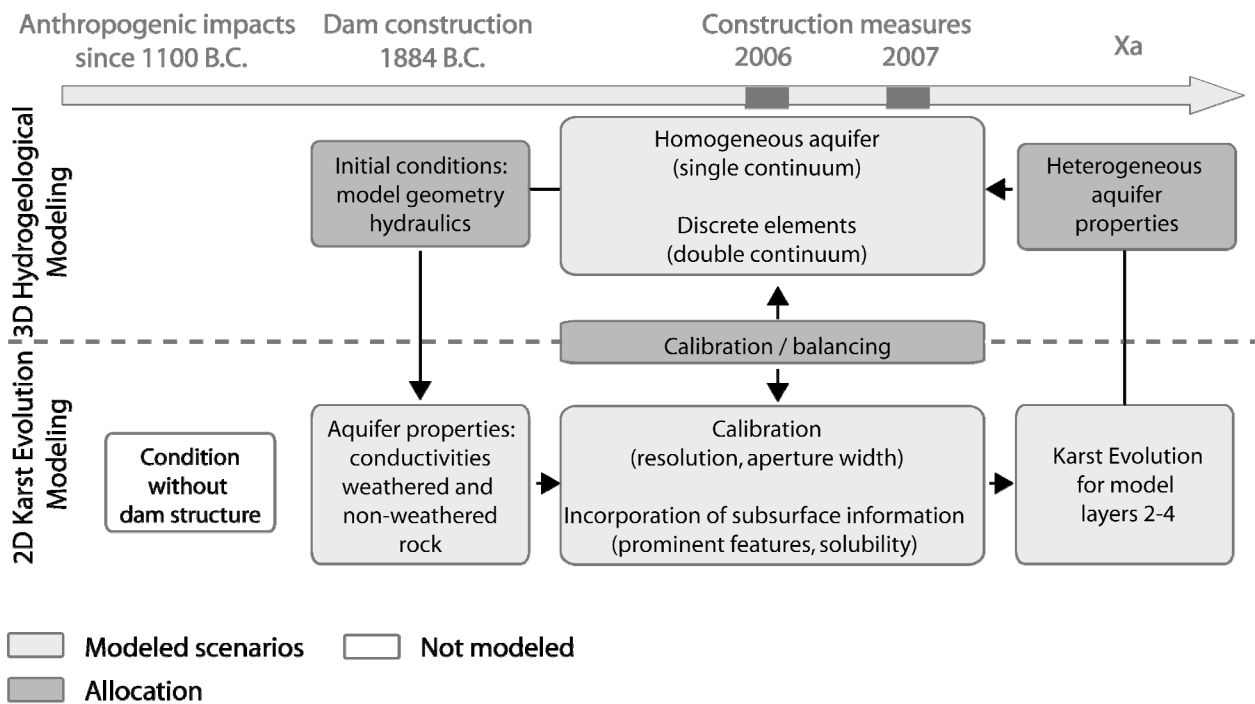 Anthropogenic impacts
since 1100 B.C.
Dam construction
1884 B.C.
Construction measures
2006
2007
Xa
3D Hydrogeological
Modeling
Initial conditions:
model geometry
hydraulics
Homogeneous aquifer
(single continuum)
Discrete elements
(double continuum)
Heterogeneous
aquifer
properties
Calibration / balancing
2D Karst Evolution
Modeling
Condition
without
dam structure
Aquifer properties:
conductivities
weathered and
non-weathered
rock
Calibration
(resolution, aperture width)
Incorporation of subsurface information
(prominent features, solubility)
Karst Evolution
for model
layers 2-4
Modeled scenarios
Not modeled
Allocation